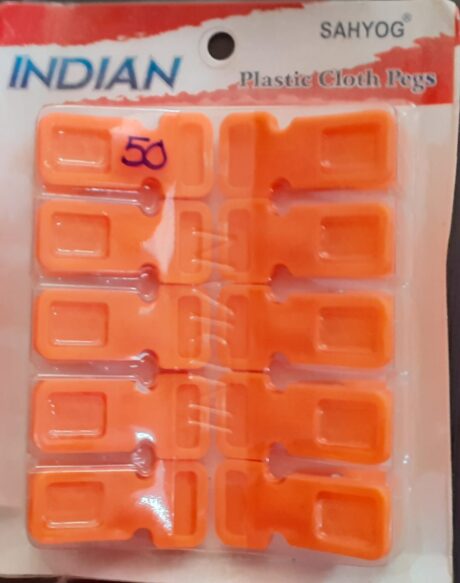 SAHYOG®
INDIAN
Plastic Cloth Pegs
50